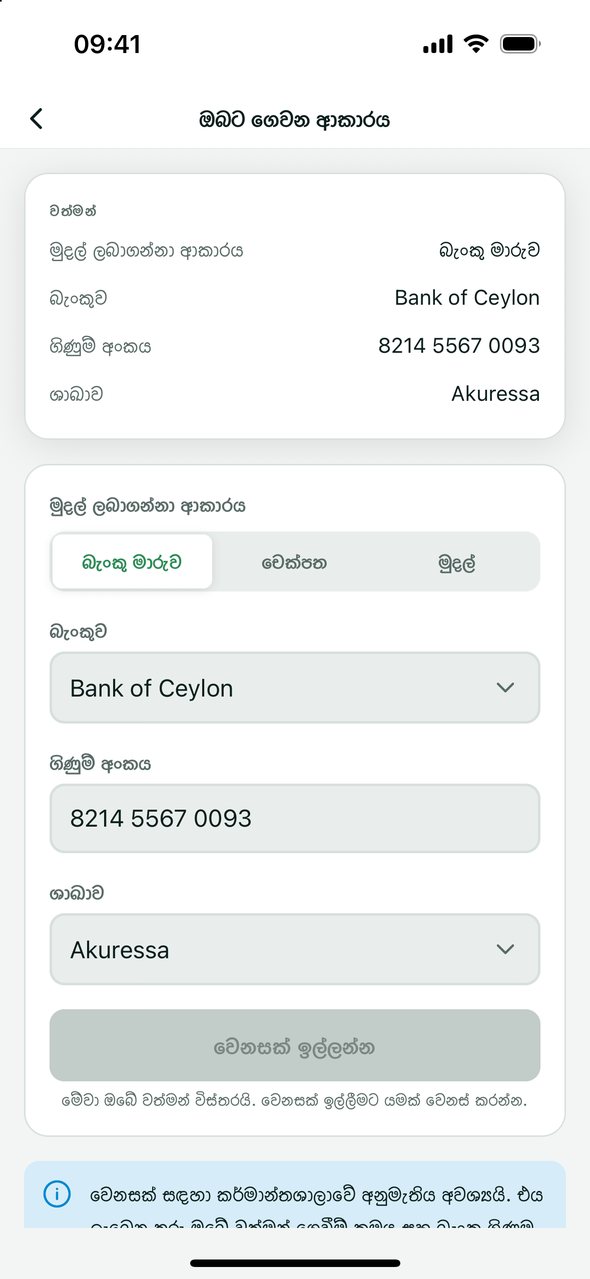 09:41
ඔබට ගෙවන ආකාරය
වත්මන්
මුදල් ලබාගන්නා ආකාරය බැංකු මාරුව
බැංකුව Bank of Ceylon
ගිණුම් අංකය 8214 5567 0093
ශාඛාව Akuressa
මුදල් ලබාගන්නා ආකාරය
බැංකු මාරුව චෙක්පත මුදල්
බැංකුව
Bank of Ceylon
ගිණුම් අංකය
8214 5567 0093
ශාඛාව
Akuressa
වෙනසක් ඉල්ලන්න
මේවා ඔබේ වත්මන් විස්තරයි. වෙනසක් ඉල්ලීමට යමක් වෙනස් කරන්න.
වෙනසක් සඳහා කර්මාන්තශාලාවේ අනුමැතිය අවශ්‍යයි. එය